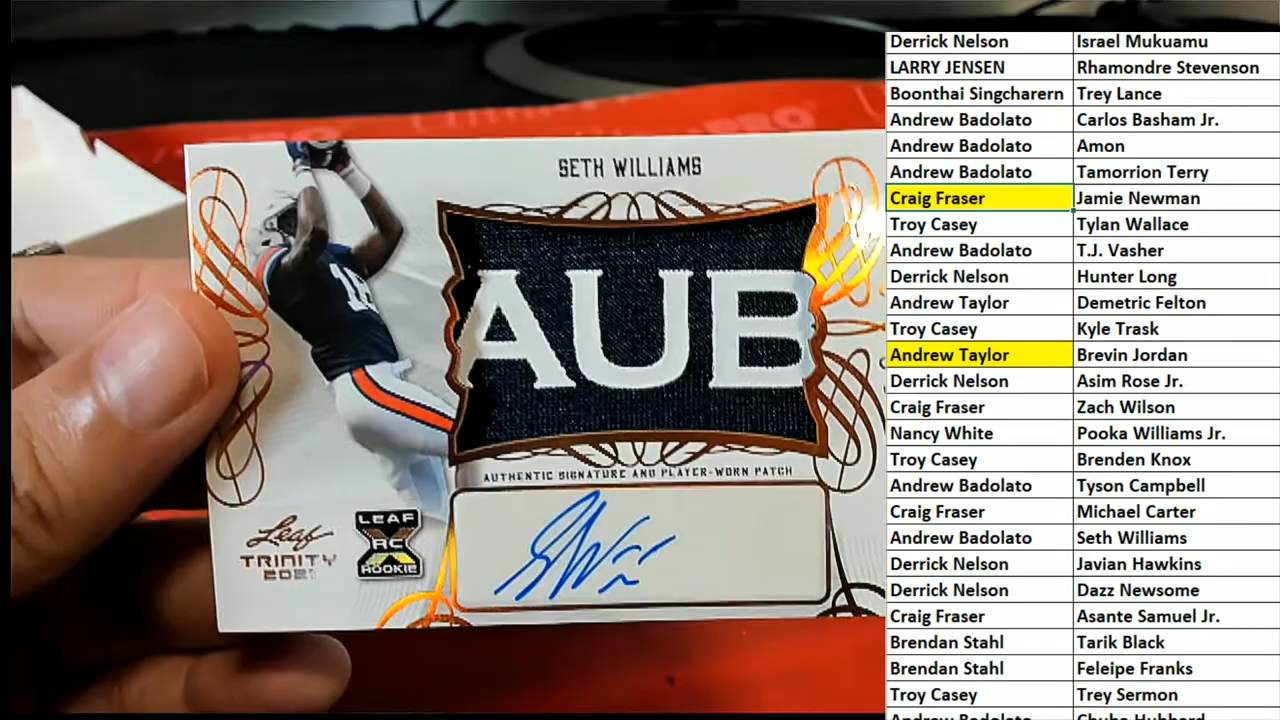 SETH WILLIAMS
AUB
AUTHENTIC SIGNATURE AND PLAYER-WORN PATCH
Leaf
TRINITY
2021
LEAF
X
RC
ROOKIE
18
PRO
Derrick Nelson Israel Mukuamu
LARRY JENSEN Rhamondre Stevenson
Boonthai Singcharern Trey Lance
Andrew Badolato Carlos Basham Jr.
Andrew Badolato Amon
Andrew Badolato Tamorrion Terry
Craig Fraser Jamie Newman
Troy Casey Tylan Wallace
Andrew Badolato T.J. Vasher
Derrick Nelson Hunter Long
Andrew Taylor Demetric Felton
Troy Casey Kyle Trask
Andrew Taylor Brevin Jordan
Derrick Nelson Asim Rose Jr.
Craig Fraser Zach Wilson
Nancy White Pooka Williams Jr.
Troy Casey Brenden Knox
Andrew Badolato Tyson Campbell
Craig Fraser Michael Carter
Andrew Badolato Seth Williams
Derrick Nelson Javian Hawkins
Derrick Nelson Dazz Newsome
Craig Fraser Asante Samuel Jr.
Brendan Stahl Tarik Black
Brendan Stahl Feleipe Franks
Troy Casey Trey Sermon
Andrew Badolato Chuba Hubbard